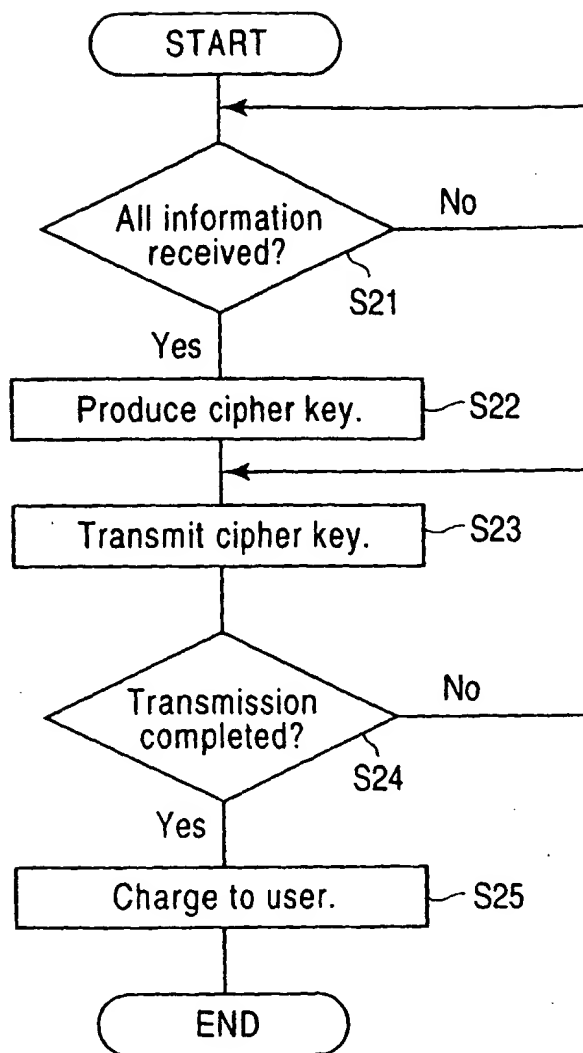 START
All information
received?
No
S21
Yes
Produce cipher key.
S22
Transmit cipher key.
S23
Transmission
completed?
No
S24
Yes
Charge to user.
S25
END